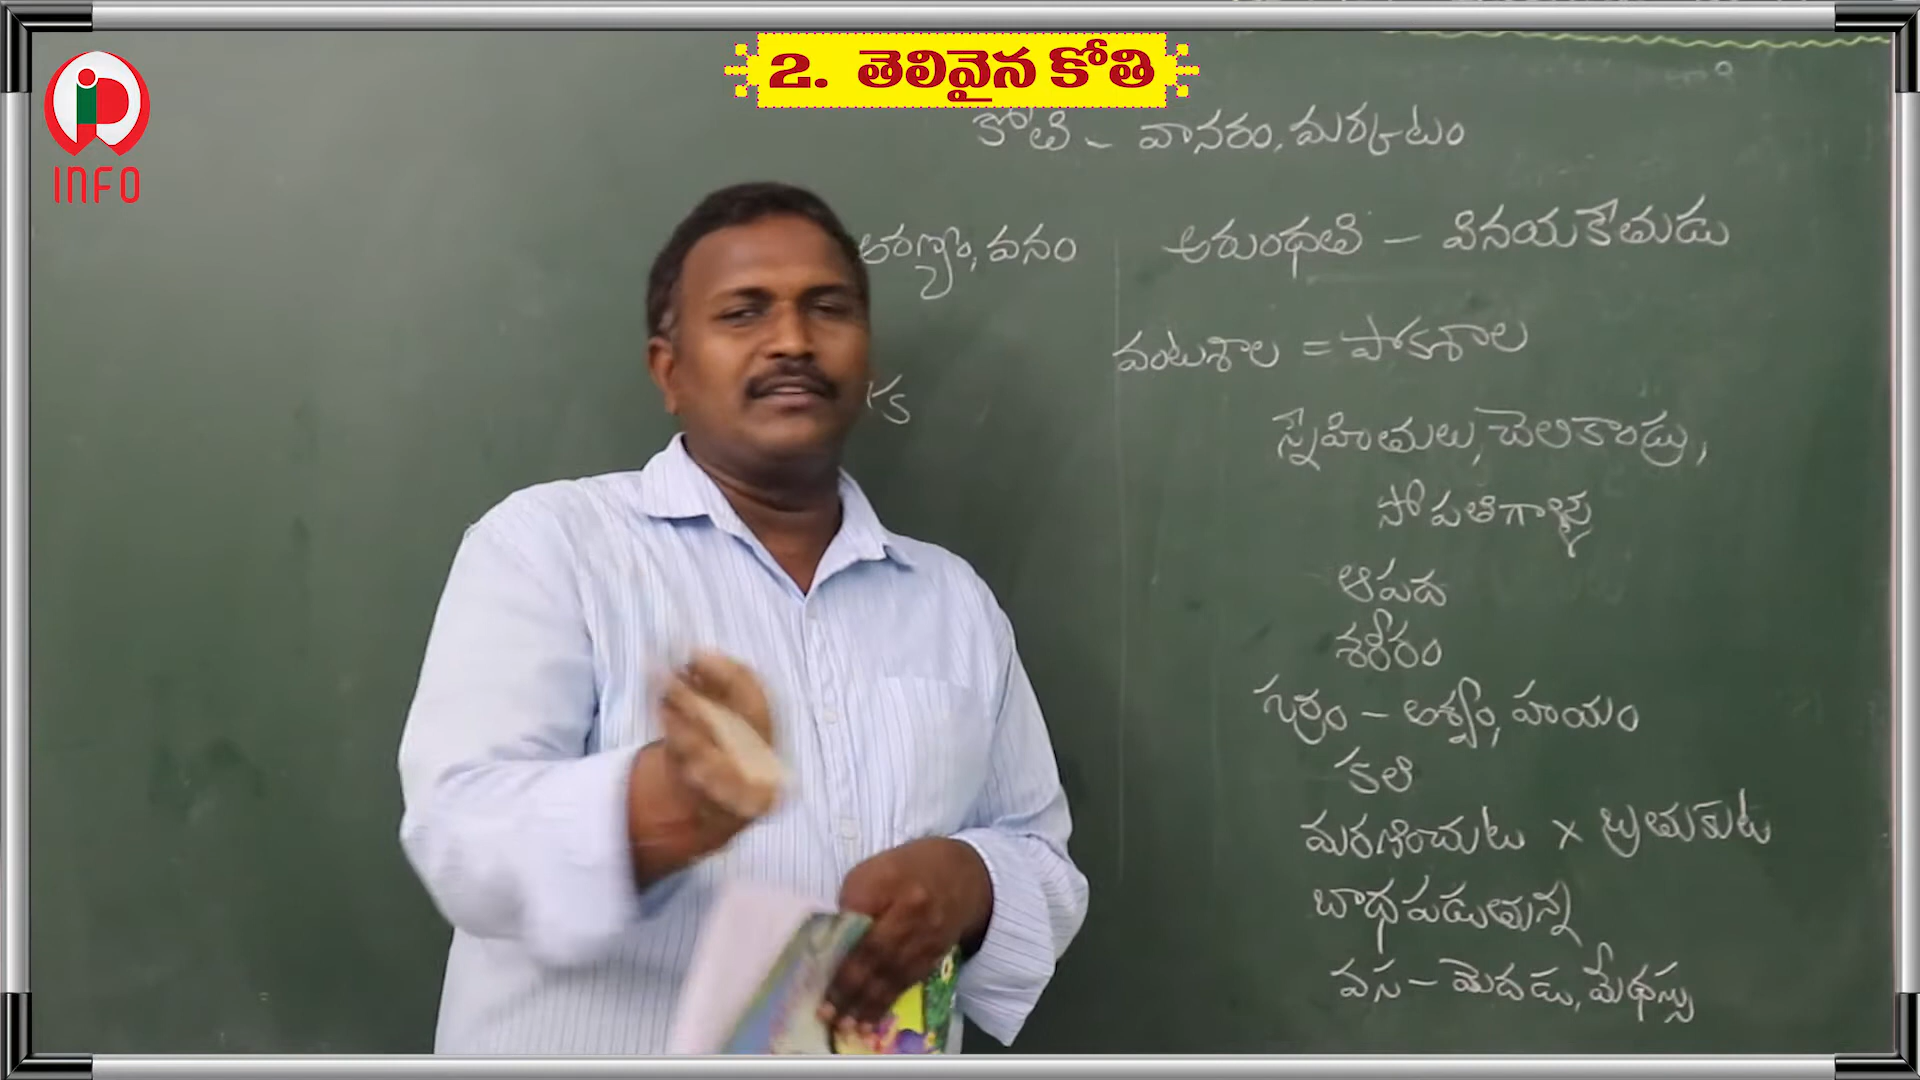 2. తెలివైన కోతి
INFO
కోతి - వానరం, మర్కటం
అరణ్యం, వనం
అరుంధతి - వినయకేతుడు
వంటశాల = పాకశాల
స్నేహితులు, చెలికాండ్రు,
సోపతిగాళ్ళు
ఆపద
శరీరం
గుర్రం - అశ్వం, హయం
కలి
మరణించుట x బ్రతుకుట
బాధపడుతున్న
వస - మెదడు, మేధస్సు